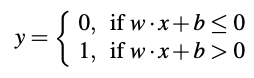 y = { 0, if w · x + b ≤ 0
1, if w · x + b > 0